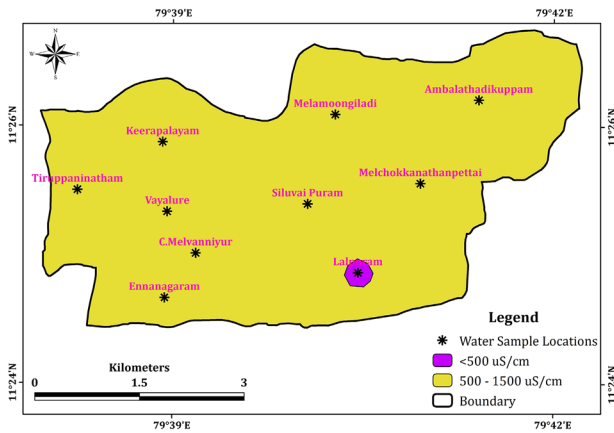 79°39'E
79°42'E
N
W
E
S
11°26'N
11°26'N
Ambalathadikuppam
Melamoongiladi
Keerapalayam
Melchokkanathanpettai
Tiruppaninatham
Siluvai Puram
Vayalure
C.Melvanniyur
Ennanagaram
Legend
Water Sample Locations
<500 uS/cm
500 - 1500 uS/cm
Boundary
Kilometers
0 1.5 3
11°24'N
11°24'N
79°39'E
79°42'E